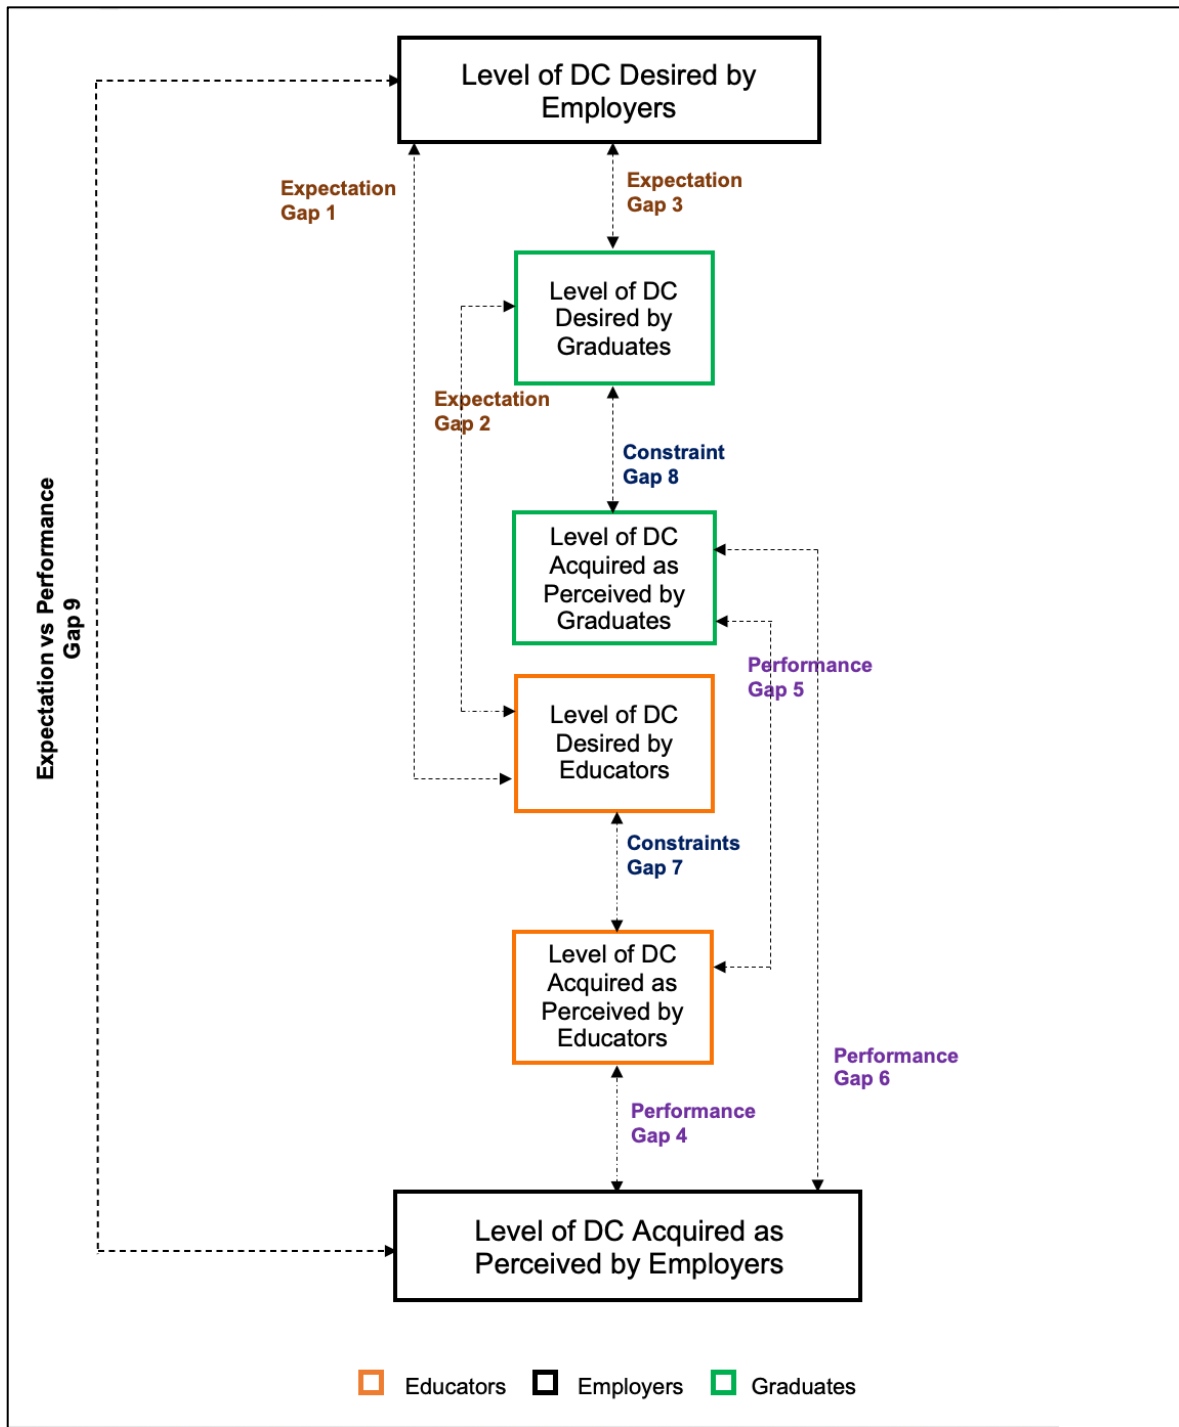 Level of DC Desired by
Employers
Expectation
Gap 1
Expectation
Gap 3
Level of DC
Desired by
Graduates
Expectation
Gap 2
Constraint
Gap 8
Expectation vs Performance
Gap 9
Level of DC
Acquired as
Perceived by
Graduates
Performance
Gap 5
Level of DC
Desired by
Educators
Constraints
Gap 7
Level of DC
Acquired as
Perceived by
Educators
Performance
Gap 6
Performance
Gap 4
Level of DC Acquired as
Perceived by Employers
Educators
Employers
Graduates